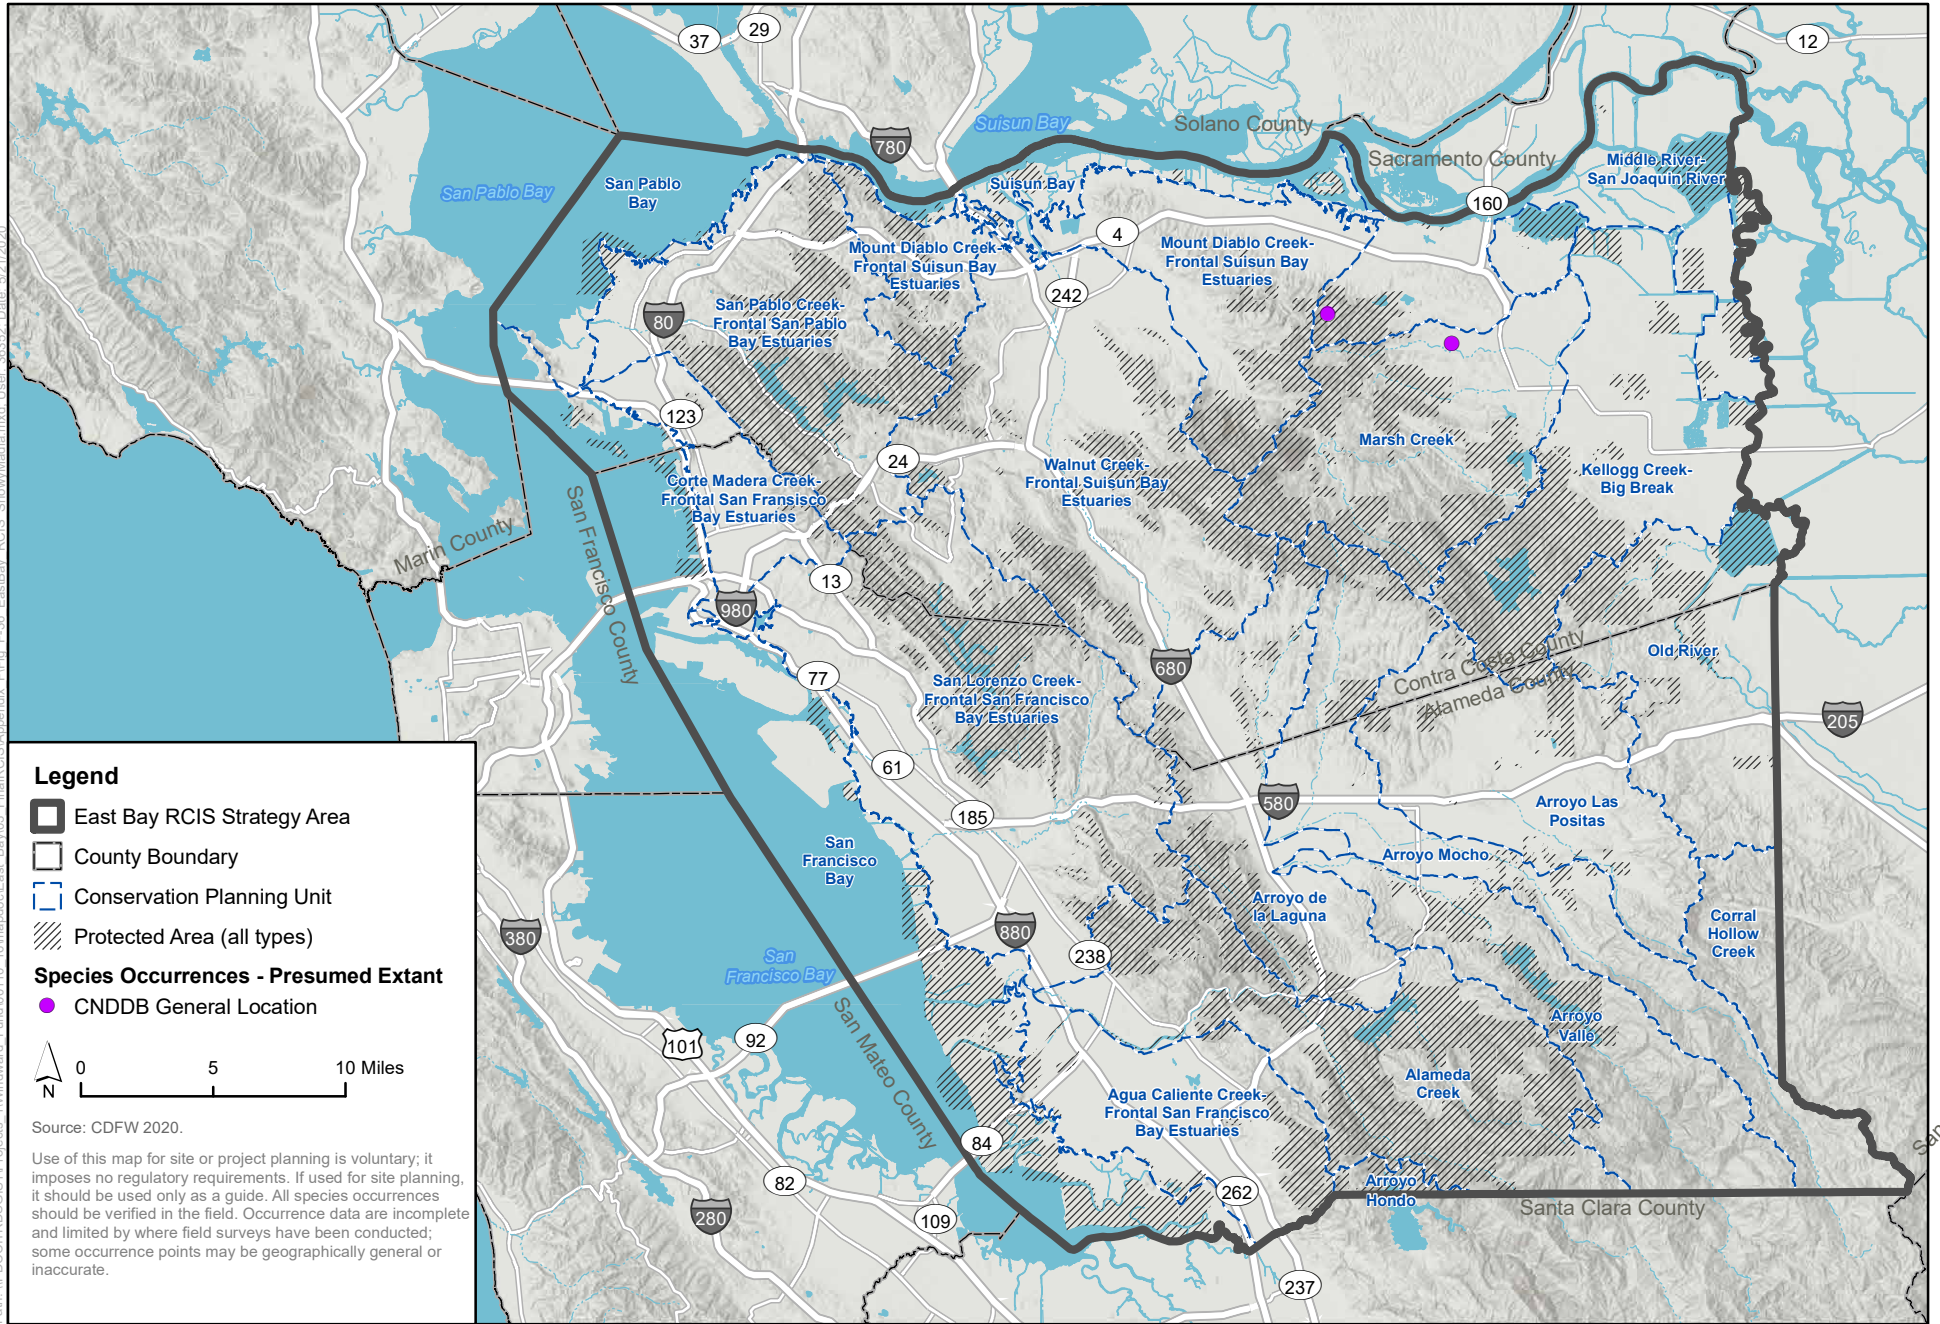 37
29
12
780
Suisun Bay
Solano County
Sacramento County
Middle River-
San Joaquin River
San Pablo Bay
San Pablo
Bay
Suisun Bay
160
4
Mount Diablo Creek-
Frontal Suisun Bay
Estuaries
Mount Diablo Creek-
Frontal Suisun Bay
Estuaries
242
80
San Pablo Creek-
Frontal San Pablo
Bay Estuaries
123
24
Marsh Creek
Walnut Creek-
Frontal Suisun Bay
Estuaries
Kellogg Creek-
Big Break
Corte Madera Creek-
Frontal San Fransisco
Bay Estuaries
Marin County
San Francisco County
13
980
680
77
Contra Costa County
Alameda County
Old River
San Lorenzo Creek-
Frontal San Francisco
Bay Estuaries
205
61
580
185
Arroyo Las
Positas
San
Francisco
Bay
Arroyo Mocho
Arroyo de
la Laguna
Corral
Hollow
Creek
880
238
380
San
Francisco Bay
Arroyo
Valle
101
92
San Mateo County
Alameda
Creek
Agua Caliente Creek-
Frontal San Francisco
Bay Estuaries
84
82
262
Arroyo
Hondo
Santa Clara County
San
280
109
237
Legend
East Bay RCIS Strategy Area
County Boundary
Conservation Planning Unit
Protected Area (all types)
Species Occurrences - Presumed Extant
CNDDB General Location
N
0 5 10 Miles
Source: CDFW 2020.
Use of this map for site or project planning is voluntary; it
imposes no regulatory requirements. If used for site planning,
it should be used only as a guide. All species occurrences
should be verified in the field. Occurrence data are incomplete
and limited by where field surveys have been conducted;
some occurrence points may be geographically general or
inaccurate.